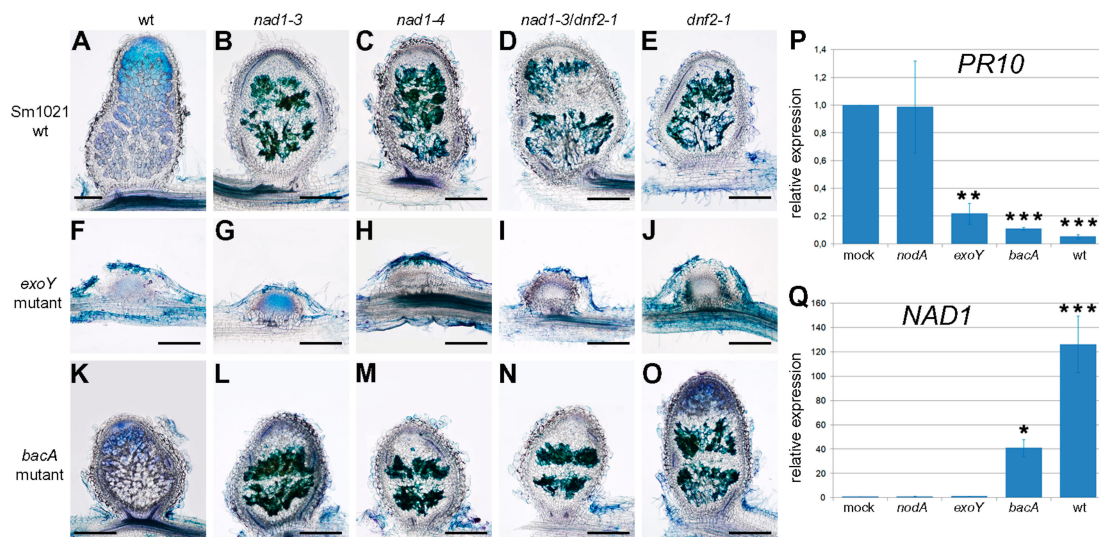 wt nad1-3 nad1-4 nad1-3/dnf2-1 dnf2-1
A B C D E
Sm1021
wt
F G H I J
exoY
mutant
K L M N O
bacA
mutant
P
PR10
relative expression
1,4
1,2
1,0
0,8
0,6
0,4
0,2
0,0
** *** ***
mock nodA exoY bacA wt
Q
NAD1
relative expression
160
140
120
100
80
60
40
20
0
* ***
mock nodA exoY bacA wt